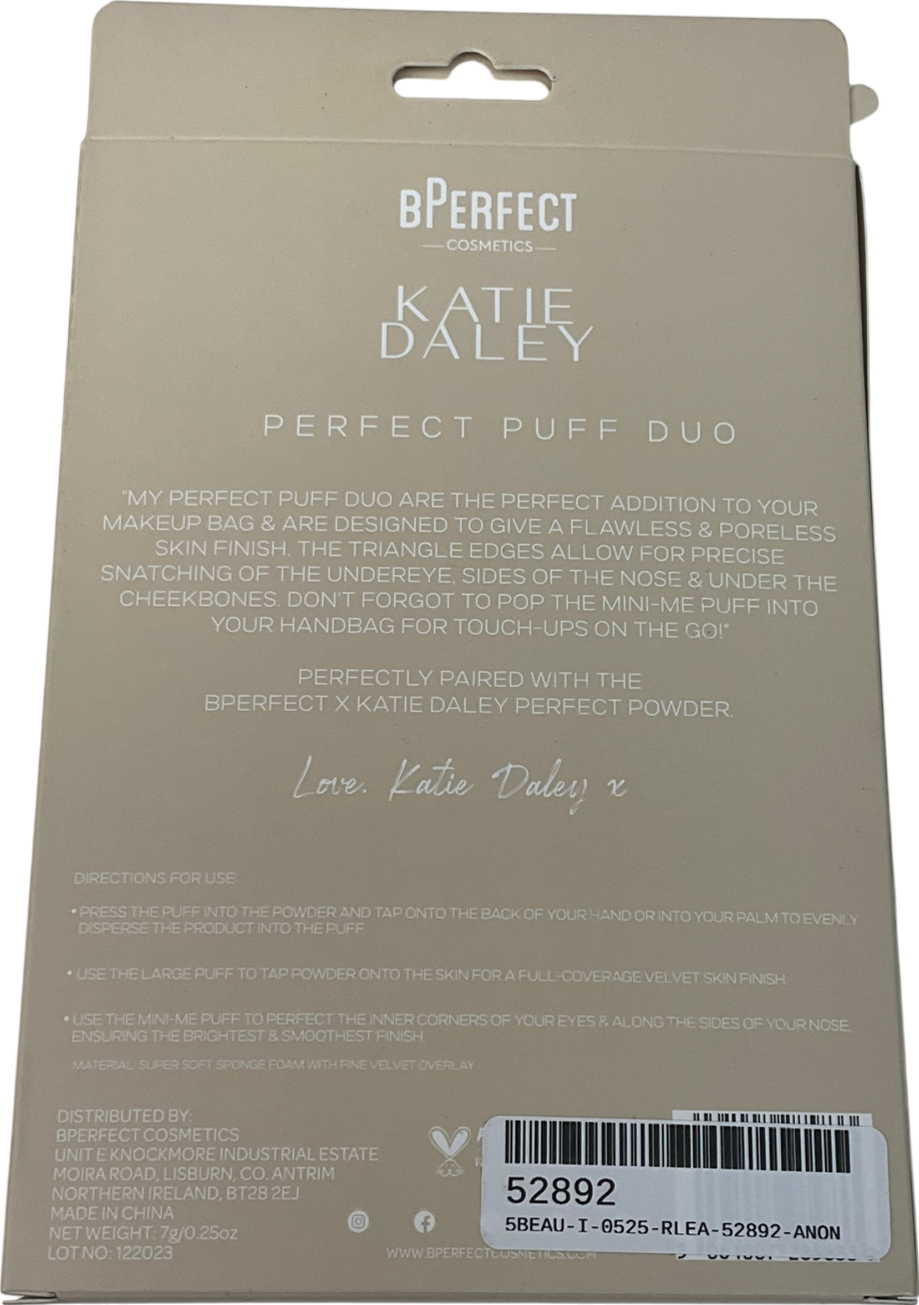 BPERFECT
COSMETICS
KATIE
DALEY
PERFECT PUFF DUO
"MY PERFECT PUFF DUO ARE THE PERFECT ADDITION TO YOUR
MAKEUP BAG & ARE DESIGNED TO GIVE A FLAWLESS & PORELESS
SKIN FINISH. THE TRIANGLE EDGES ALLOW FOR PRECISE
SNATCHING OF THE UNDEREYE, SIDES OF THE NOSE & UNDER THE
CHEEKBONES. DON'T FORGOT TO POP THE MINI-ME PUFF INTO
YOUR HANDBAG FOR TOUCH-UPS ON THE GO!"
PERFECTLY PAIRED WITH THE
BPERFECT X KATIE DALEY PERFECT POWDER.
Love. Katie Daley x
DIRECTIONS FOR USE:
• PRESS THE PUFF INTO THE POWDER AND TAP ONTO THE BACK OF YOUR HAND OR INTO YOUR PALM TO EVENLY
DISPERSE THE PRODUCT INTO THE PUFF
• USE THE LARGE PUFF TO TAP POWDER ONTO THE SKIN FOR A FULL-COVERAGE VELVET SKIN FINISH
• USE THE MINI-ME PUFF TO PERFECT THE INNER CORNERS OF YOUR EYES & ALONG THE SIDES OF YOUR NOSE,
ENSURING THE BRIGHTEST & SMOOTHEST FINISH.
MATERIAL: SUPER SOFT SPONGE FOAM WITH PINE VELVET OVERLAY
DISTRIBUTED BY:
BPERFECT COSMETICS
UNIT E KNOCKMORE INDUSTRIAL ESTATE
MOIRA ROAD, LISBURN, CO. ANTRIM
NORTHERN IRELAND, BT28 2EJ
MADE IN CHINA
NET WEIGHT: 7g/0.25oz
LOT NO: 122023
WWW.BPERFECTCOSMETICS.COM
52892
5BEAU-I-0525-RLEA-52892-ANON